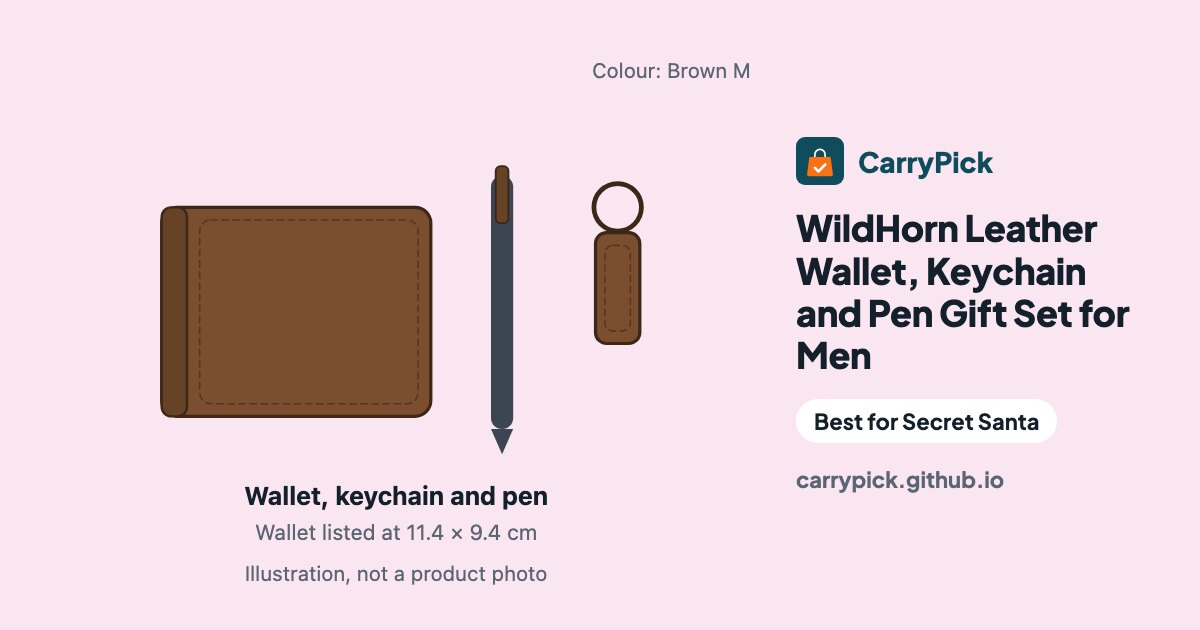 Colour: Brown M
CarryPick
WildHorn Leather
Wallet, Keychain
and Pen Gift Set for
Men
Best for Secret Santa
carrypick.github.io
Wallet, keychain and pen
Wallet listed at 11.4 × 9.4 cm
Illustration, not a product photo